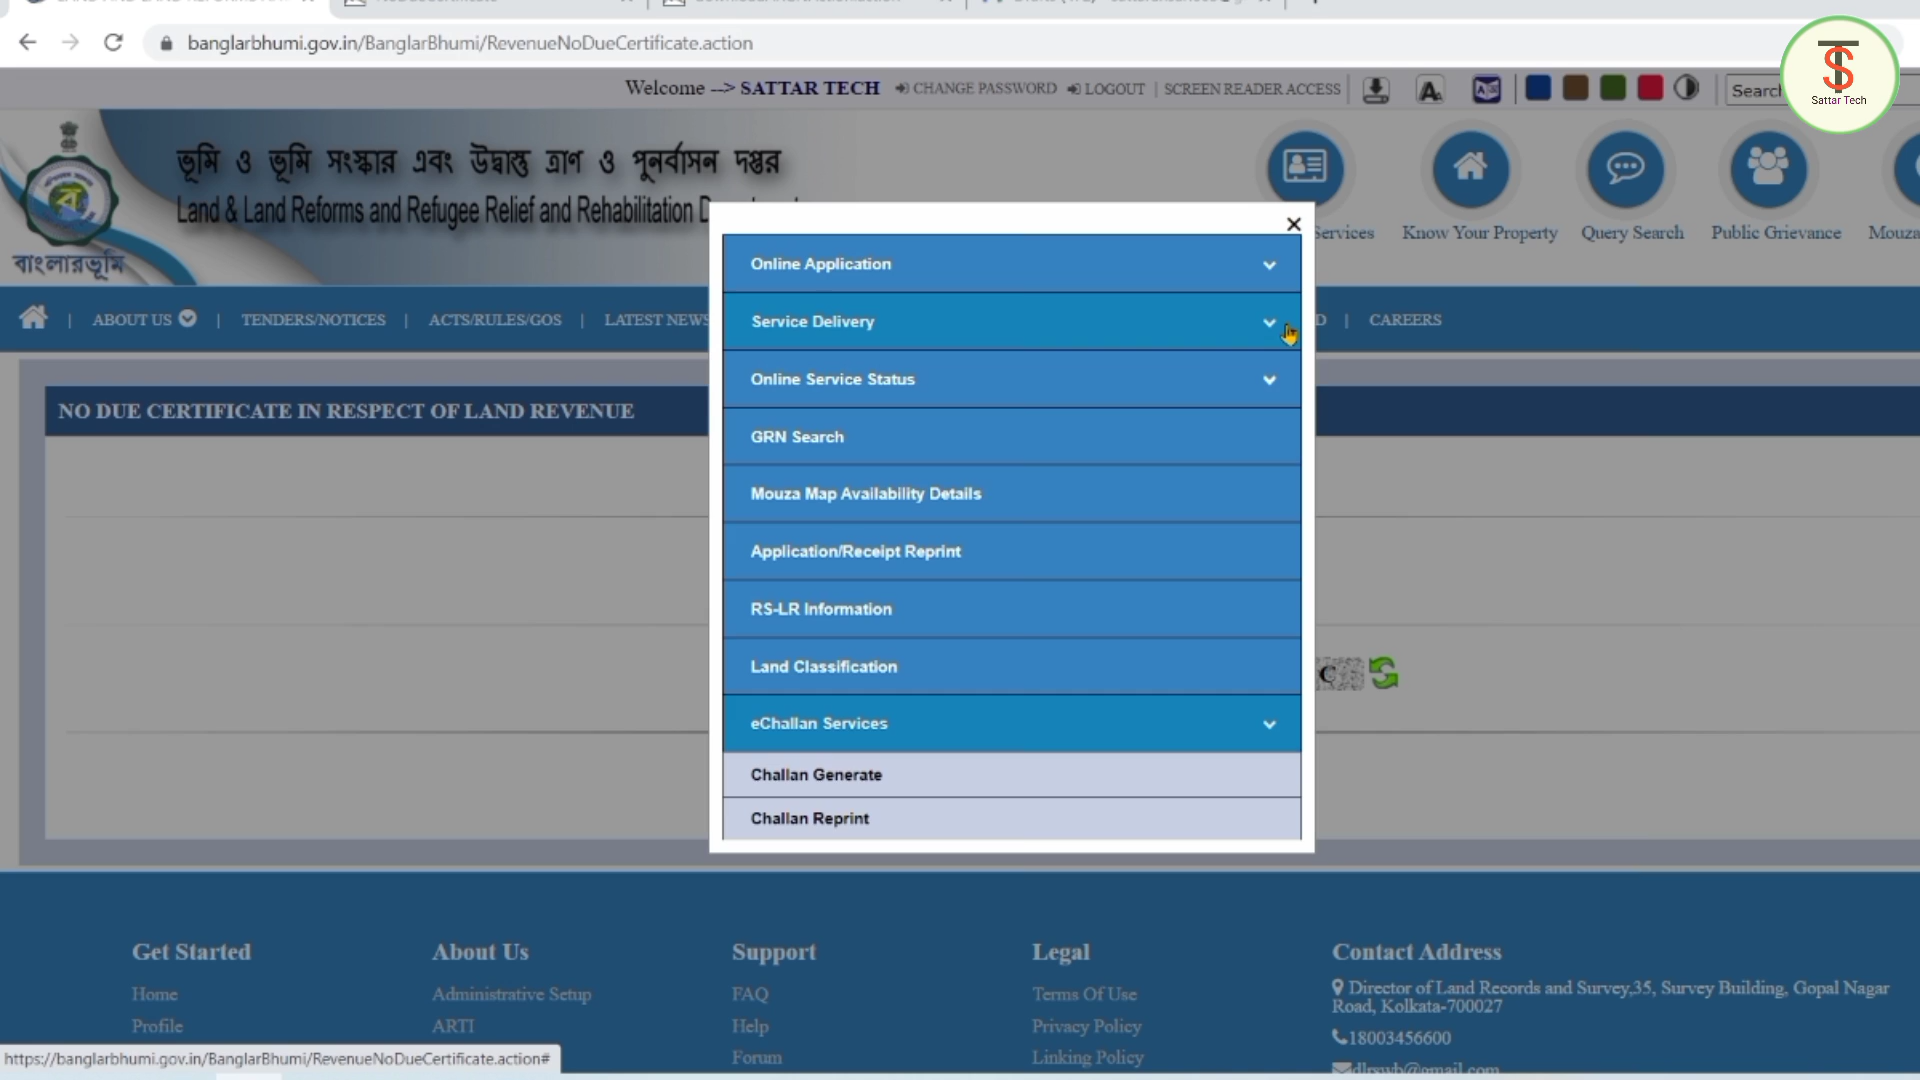 banglarbhumi.gov.in/BanglarBhumi/RevenueNoDueCertificate.action
Welcome --> SATTAR TECH CHANGE PASSWORD LOGOUT | SCREEN READER ACCESS
Sattar Tech
ভূমি ও ভূমি সংস্কার এবং উদ্বাস্তু ত্রাণ ও পুনর্বাসন দপ্তর
Land & Land Reforms and Refugee Relief and Rehabilitation D
বাংলারভূমি
Services Know Your Property Query Search Public Grievance Mouza
ABOUT US | TENDERS/NOTICES | ACTS/RULES/GOS | LATEST NEWS
D | CAREERS
NO DUE CERTIFICATE IN RESPECT OF LAND REVENUE
Online Application
Service Delivery
Online Service Status
GRN Search
Mouza Map Availability Details
Application/Receipt Reprint
RS-LR Information
Land Classification
eChallan Services
Challan Generate
Challan Reprint
Get Started
Home
Profile
About Us
Administrative Setup
ARTI
Support
FAQ
Help
Forum
Legal
Terms Of Use
Privacy Policy
Linking Policy
Contact Address
Director of Land Records and Survey,35, Survey Building, Gopal Nagar
Road, Kolkata-700027
18003456600
https://banglarbhumi.gov.in/BanglarBhumi/RevenueNoDueCertificate.action#